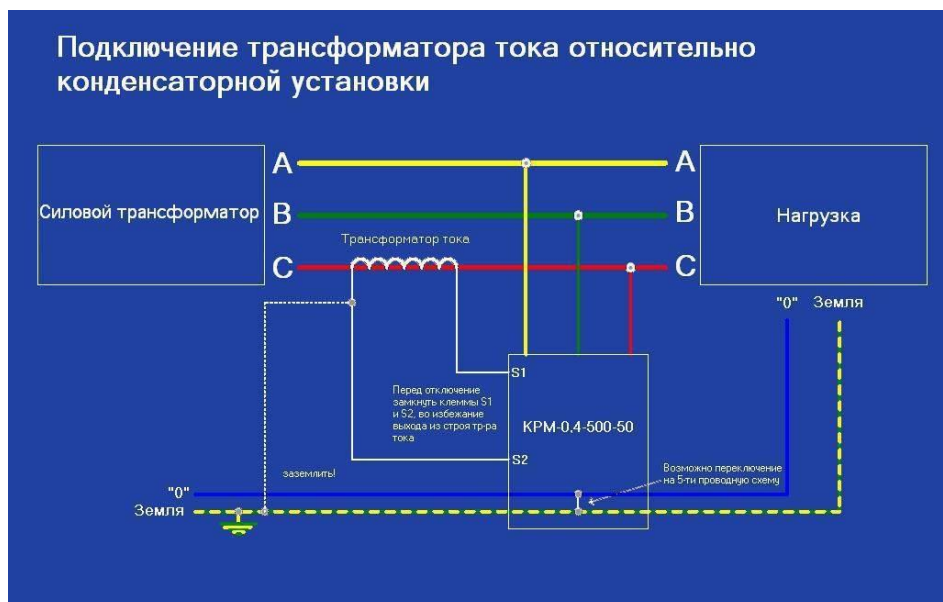 Подключение трансформатора тока относительно
конденсаторной установки
A
A
Силовой трансформатор
B
B
Нагрузка
Трансформатор тока
C
C
"0"
Земля
S1
Перед отключение
замкнуть клеммы S1
и S2, во избежание
выхода из строя тр-ра
тока
КРМ-0,4-500-50
S2
заземлить!
Возможно переключение
на 5-ти проводную схему
"0"
Земля